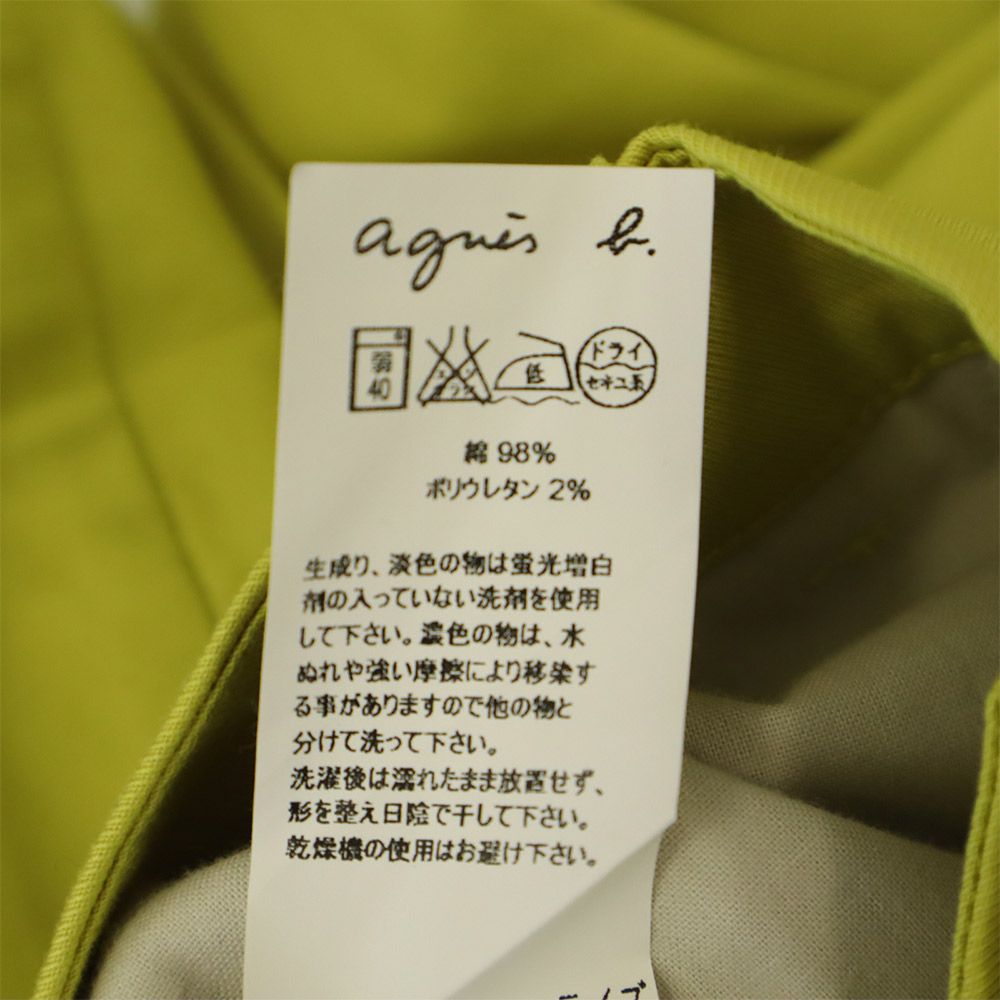 agnès b.
弱 40 低 ドライ セキユ系
綿 98%
ポリウレタン 2%
生成り、淡色の物は蛍光増白
剤の入っていない洗剤を使用
して下さい。濃色の物は、水
ぬれや強い摩擦により移染す
る事がありますので他の物と
分けて洗って下さい。
洗濯後は濡れたまま放置せず、
形を整え日陰で干して下さい。
乾燥機の使用はお避け下さい。